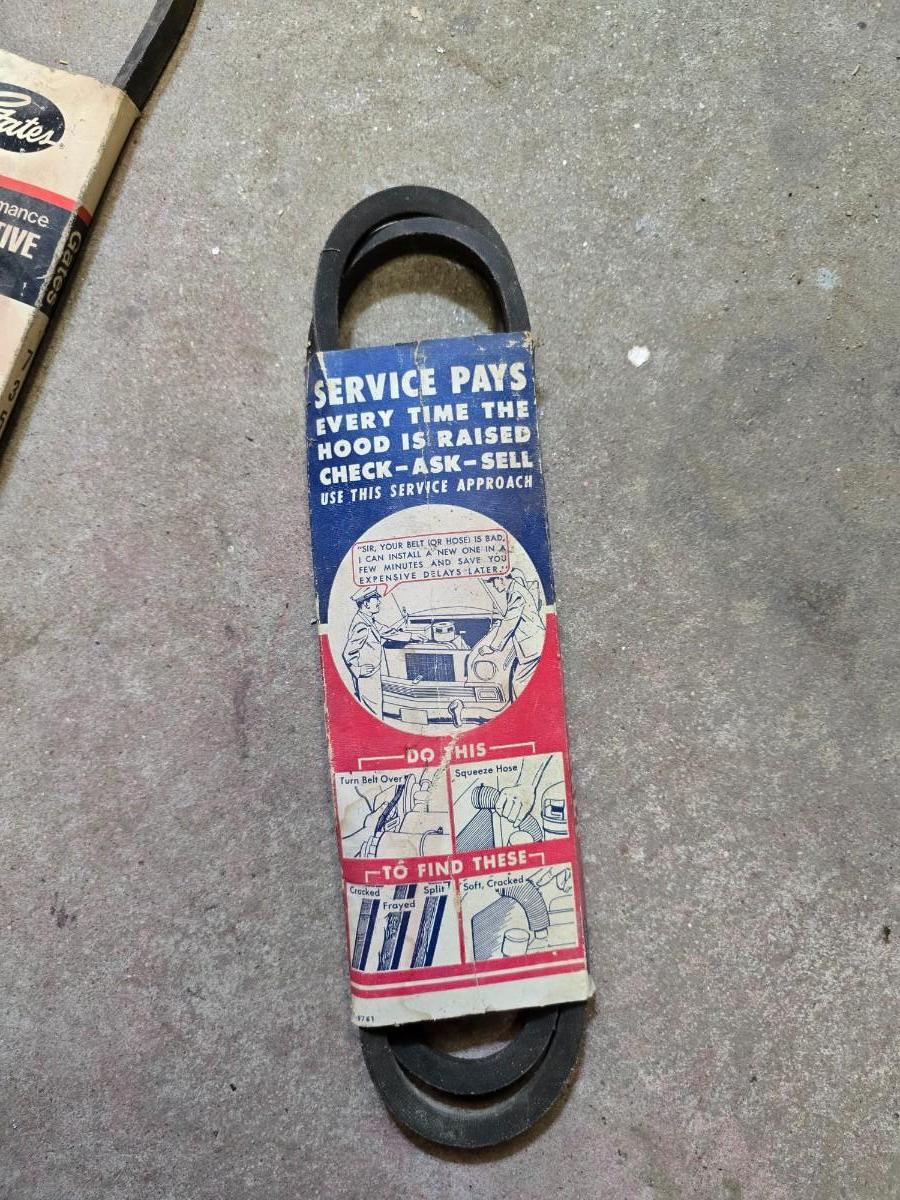 Gates
mance
TIVE
Gates
SERVICE PAYS
EVERY TIME THE
HOOD IS RAISED
CHECK-ASK-SELL
USE THIS SERVICE APPROACH
"SIR, YOUR BELT (OR HOSE) IS BAD,
I CAN INSTALL A NEW ONE IN A
FEW MINUTES AND SAVE YOU
EXPENSIVE DELAYS LATER."
DO THIS
Turn Belt Over
Squeeze Hose
TO FIND THESE
Cracked
Frayed
Split
Soft, Cracked